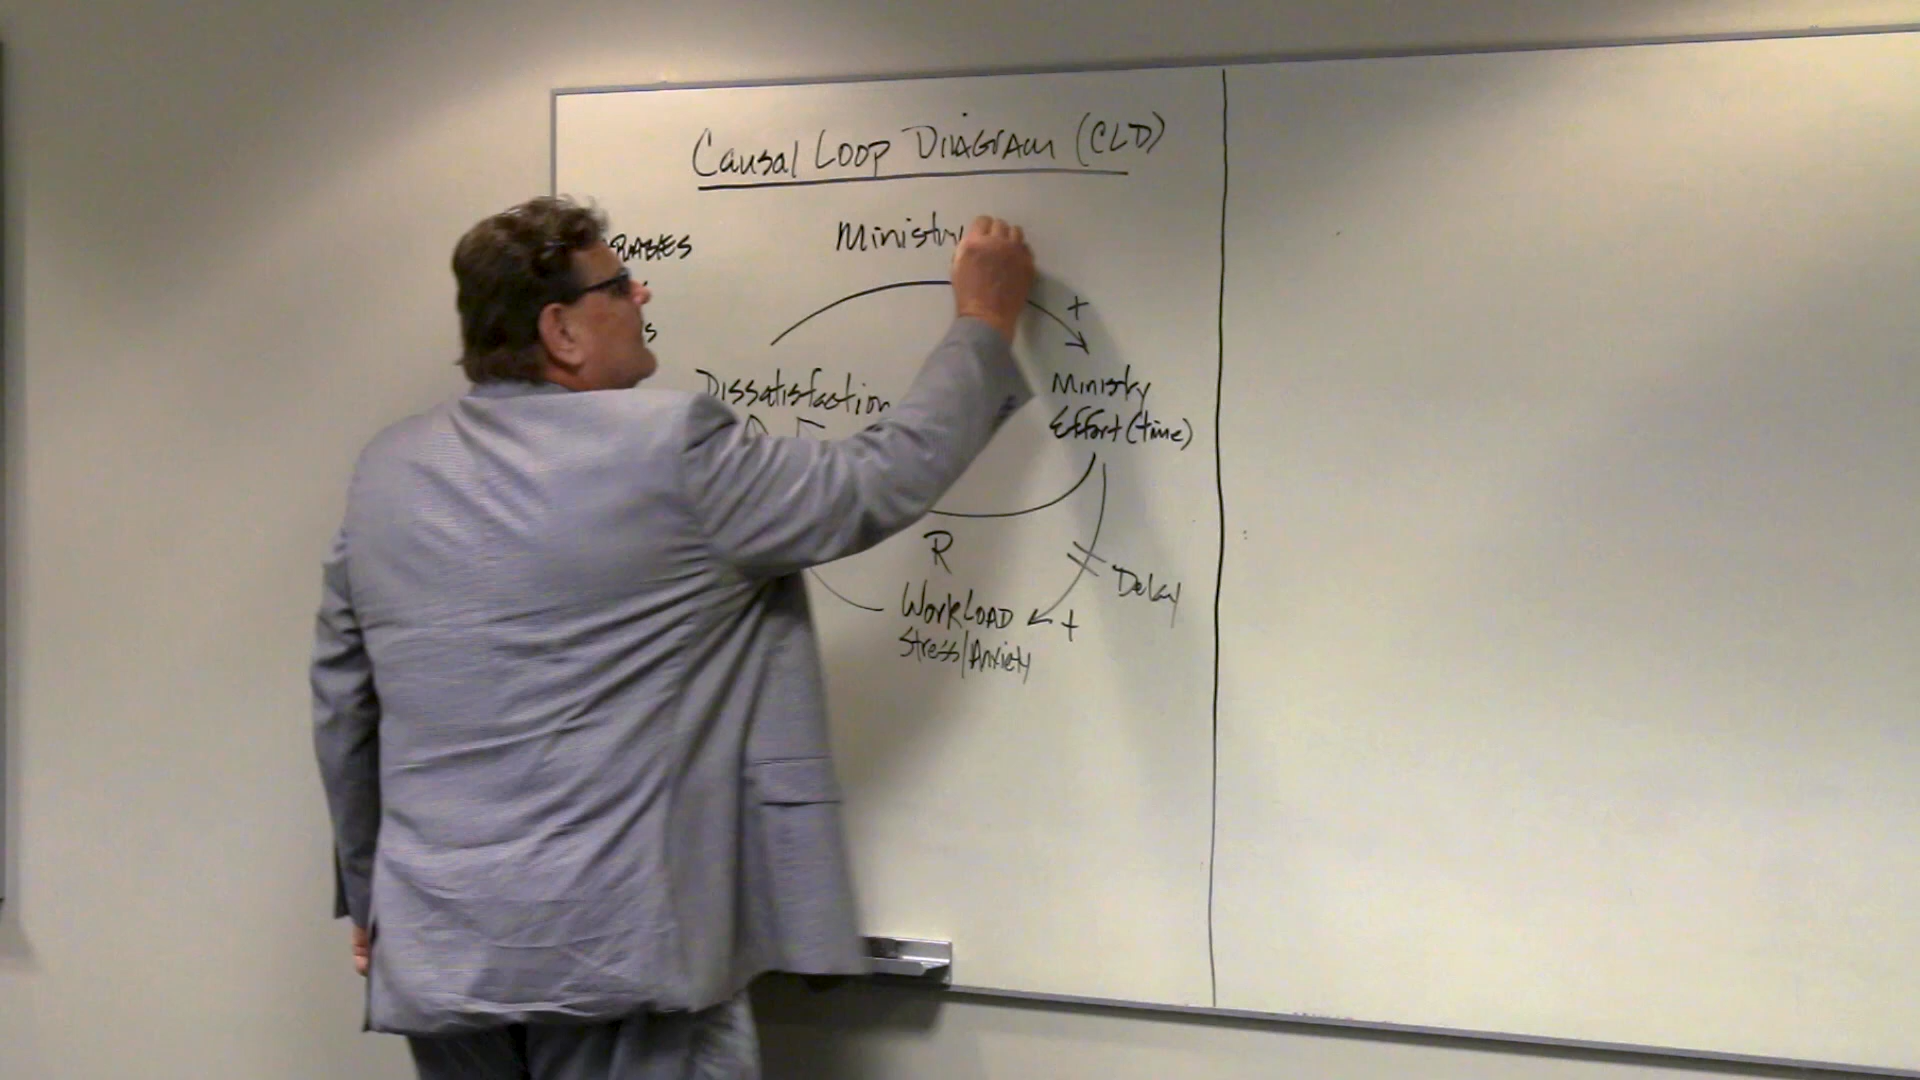 Causal Loop Diagram (CLD)
Ministry
+
Dissatisfaction
Ministry
Effort (time)
R
Delay
Workload
+
Stress/Anxiety